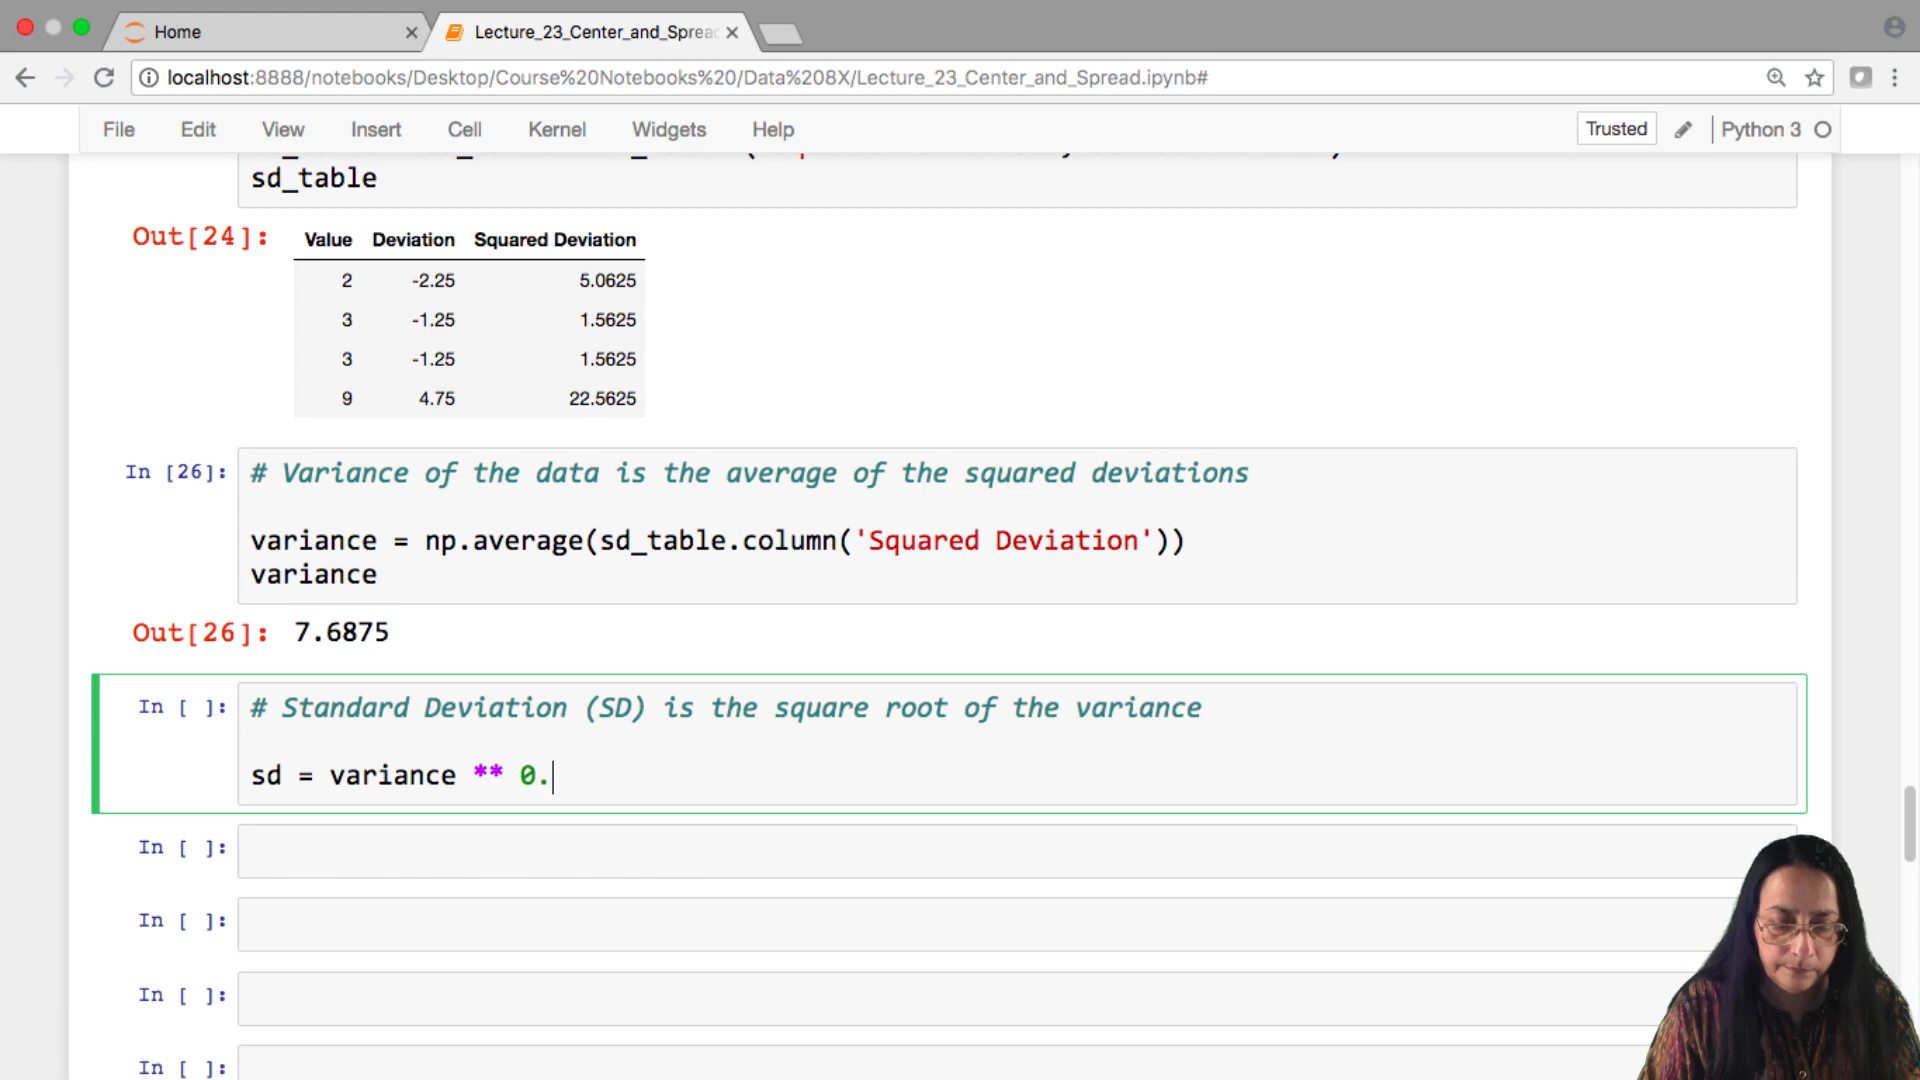 Home
Lecture_23_Center_and_Sprea
localhost:8888/notebooks/Desktop/Course%20Notebooks%20/Data%208X/Lecture_23_Center_and_Spread.ipynb#
File Edit View Insert Cell Kernel Widgets Help Trusted Python 3
sd_table
Out[24]: Value Deviation Squared Deviation
2 -2.25 5.0625
3 -1.25 1.5625
3 -1.25 1.5625
9 4.75 22.5625
In [26]: # Variance of the data is the average of the squared deviations
variance = np.average(sd_table.column('Squared Deviation'))
variance
Out[26]: 7.6875
In [ ]: # Standard Deviation (SD) is the square root of the variance
sd = variance ** 0.
In [ ]:
In [ ]:
In [ ]:
In [ ]: